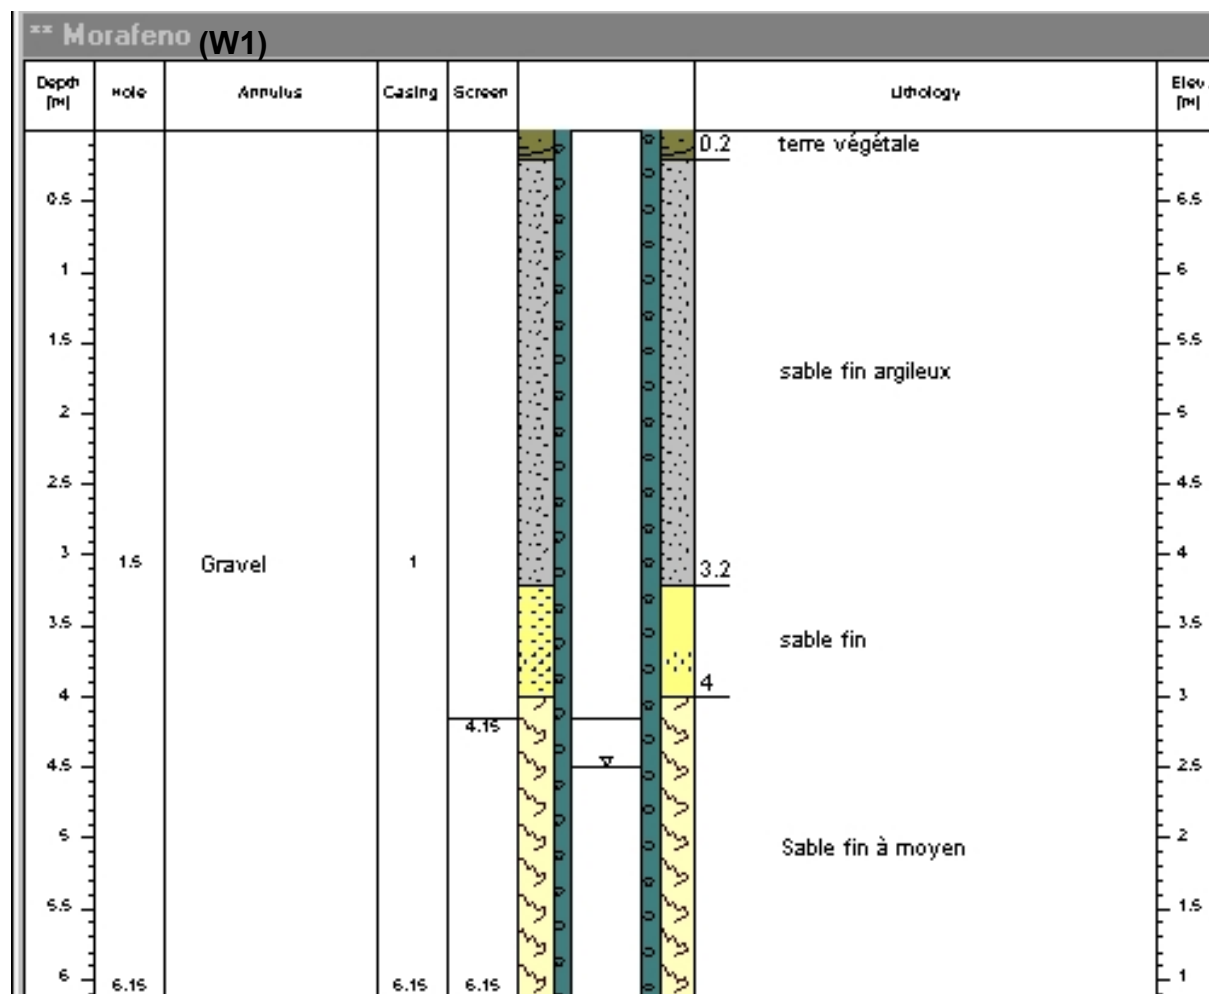 ** Morafeno (W1)
Depth [m] Hole Annulus Casing Screen Lithology Elev. [m]
0.2 terre végétale
0.5 6.5
1 6
1.5 5.5
sable fin argileux
2 5
2.5 4.5
3 1.5 Gravel 1 3.2 4
3.5 3.5
sable fin
4 4 3
4.15
4.5 2.5
5 2
Sable fin à moyen
5.5 1.5
6 1
6.15 6.15 6.15